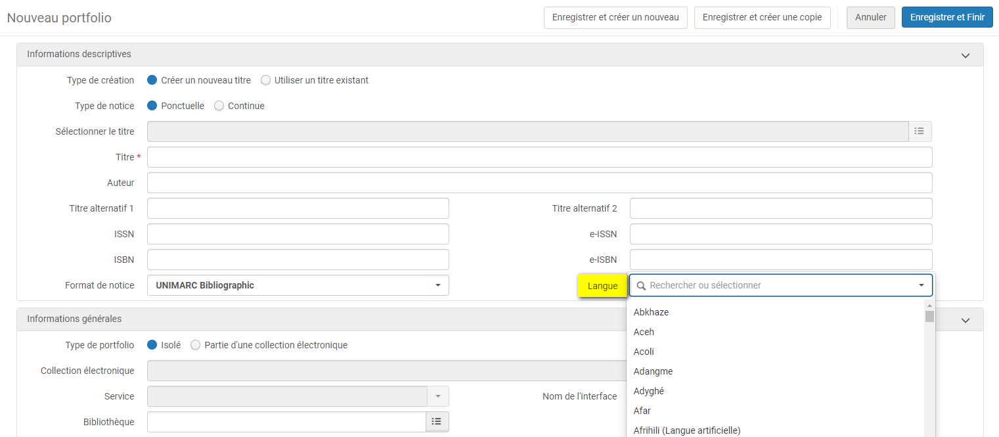 Nouveau portfolio
Enregistrer et créer un nouveau
Enregistrer et créer une copie
Annuler
Enregistrer et Finir
Informations descriptives
Type de création Créer un nouveau titre Utiliser un titre existant
Type de notice Ponctuelle Continue
Sélectionner le titre
Titre *
Auteur
Titre alternatif 1 Titre alternatif 2
ISSN e-ISSN
ISBN e-ISBN
Format de notice UNIMARC Bibliographic Langue Rechercher ou sélectionner
Abkhaze
Aceh
Acoli
Adangme
Adyghé
Afar
Afrihili (Langue artificielle)
Informations générales
Type de portfolio Isolé Partie d'une collection électronique
Collection électronique
Service Nom de l'interface
Bibliothèque